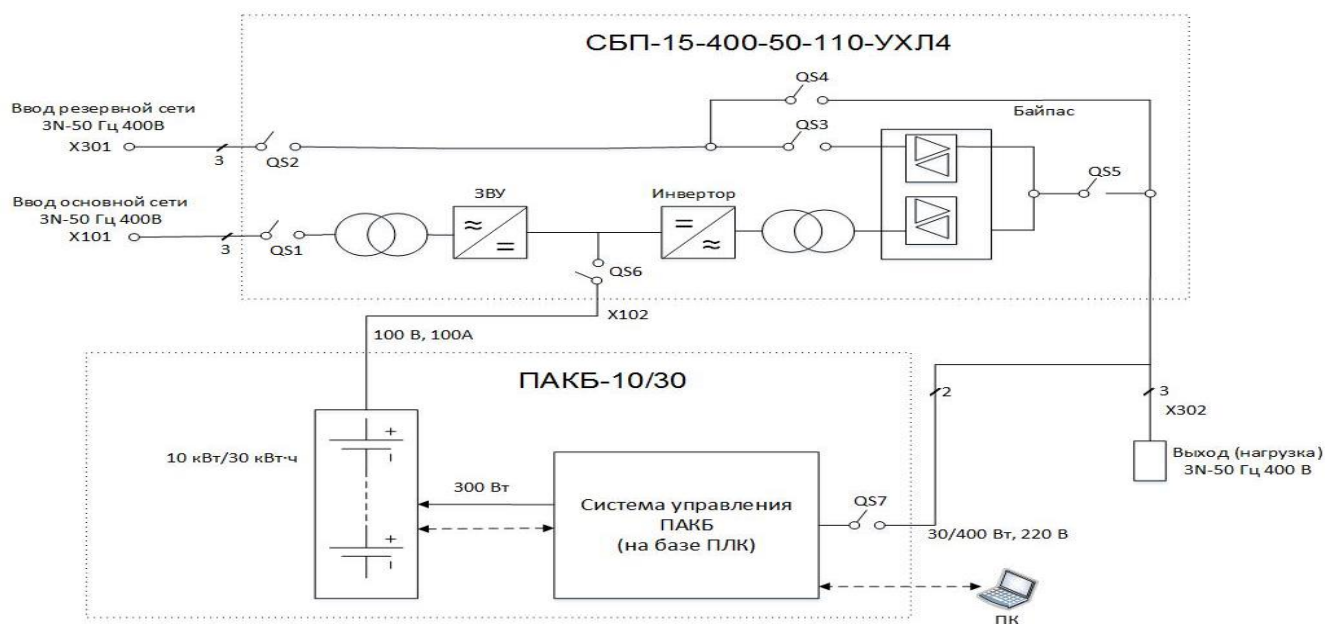 СБП-15-400-50-110-УХЛ4
QS4
Ввод резервной сети
3N-50 Гц 400В
X301
3
QS2
QS3
Байпас
QS5
Ввод основной сети
3N-50 Гц 400В
X101
3
QS1
ЗВУ
≈
=
Инвертор
=
≈
QS6
X102
100 В, 100А
ПАКБ-10/30
2
3
X302
10 кВт/30 кВт·ч
+
–
+
–
300 Вт
Система управления
ПАКБ
(на базе ПЛК)
QS7
30/400 Вт, 220 В
Выход (нагрузка)
3N-50 Гц 400 В
ПК